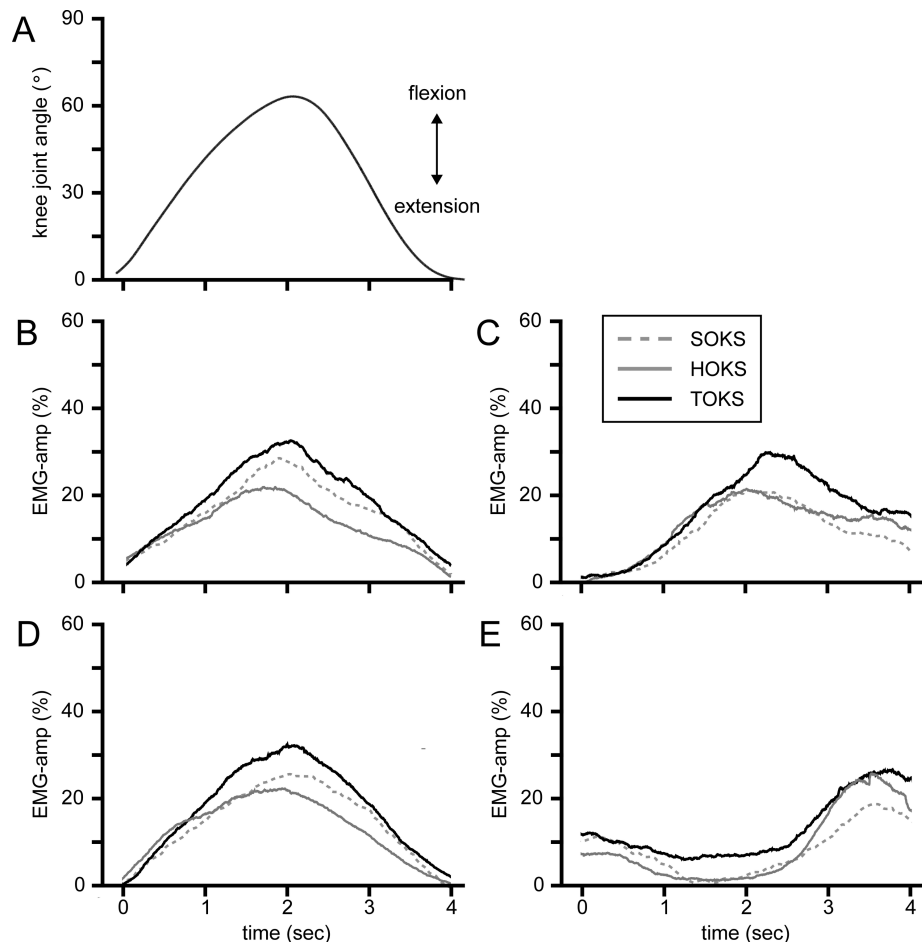 A
90
60
30
0
knee joint angle (°)
flexion
extension
B
60
40
20
0
EMG-amp (%)
C
60
40
20
0
EMG-amp (%)
SOKS
HOKS
TOKS
D
60
40
20
0
EMG-amp (%)
0 1 2 3 4
time (sec)
E
60
40
20
0
EMG-amp (%)
0 1 2 3 4
time (sec)